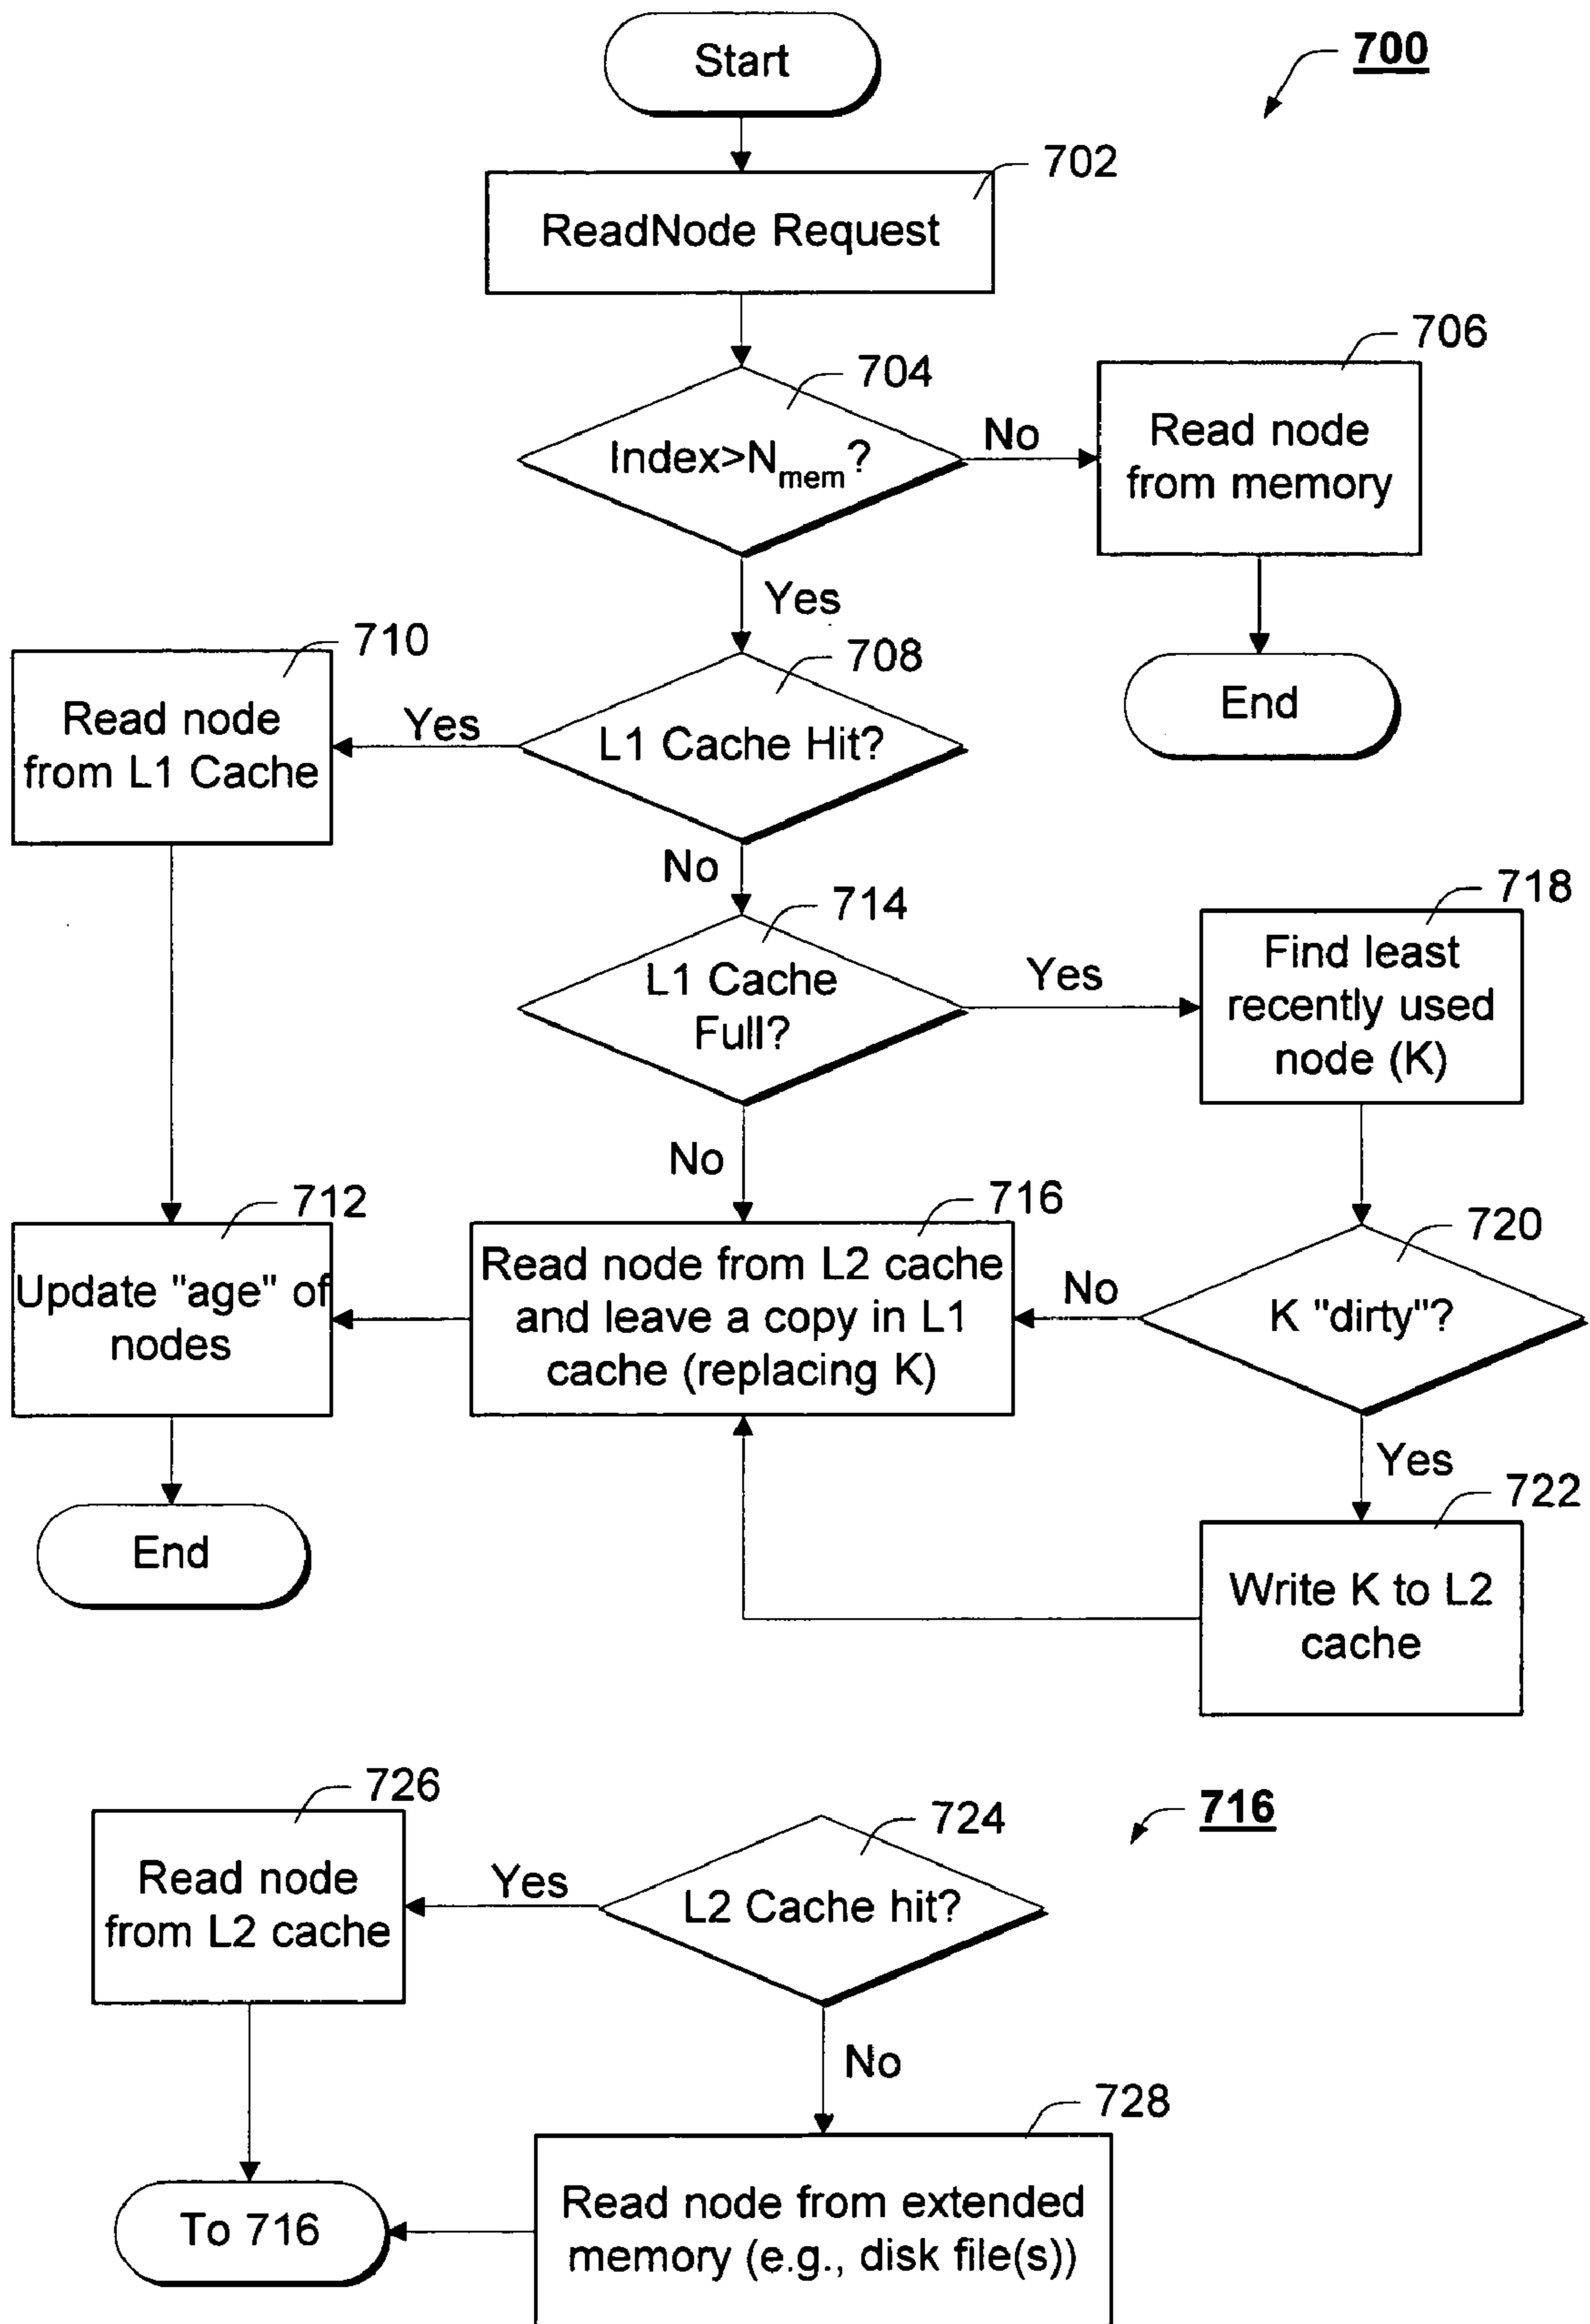 Start
700
702
ReadNode Request
704
706
Index>Nmem?
No
Read node
from memory
Yes
710
708
End
Read node
from L1 Cache
Yes
L1 Cache Hit?
No
714
718
L1 Cache
Full?
Yes
Find least
recently used
node (K)
No
712
716
720
Update "age" of
nodes
Read node from L2 cache
and leave a copy in L1
cache (replacing K)
No
K "dirty"?
Yes
722
End
Write K to L2
cache
726
724
716
Read node
from L2 cache
Yes
L2 Cache hit?
No
728
To 716
Read node from extended
memory (e.g., disk file(s))